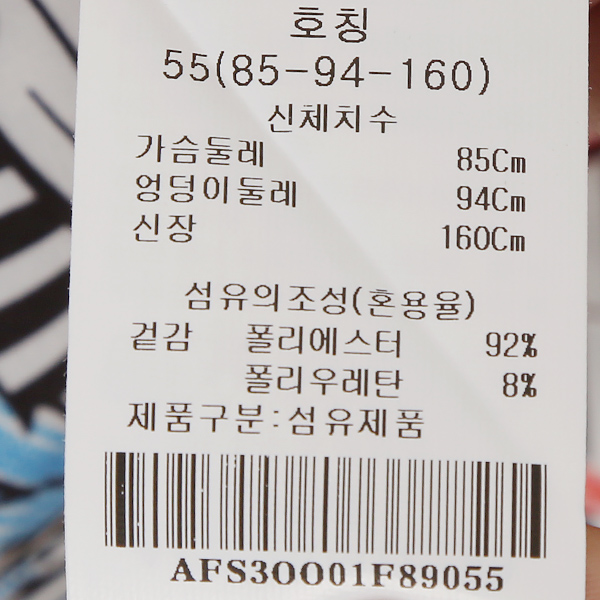 호칭
55(85-94-160)
신체치수
가슴둘레 85Cm
엉덩이둘레 94Cm
신장 160Cm
섬유의조성(혼용율)
겉감 폴리에스터 92%
폴리우레탄 8%
제품구분:섬유제품
AFS3OO01F89055